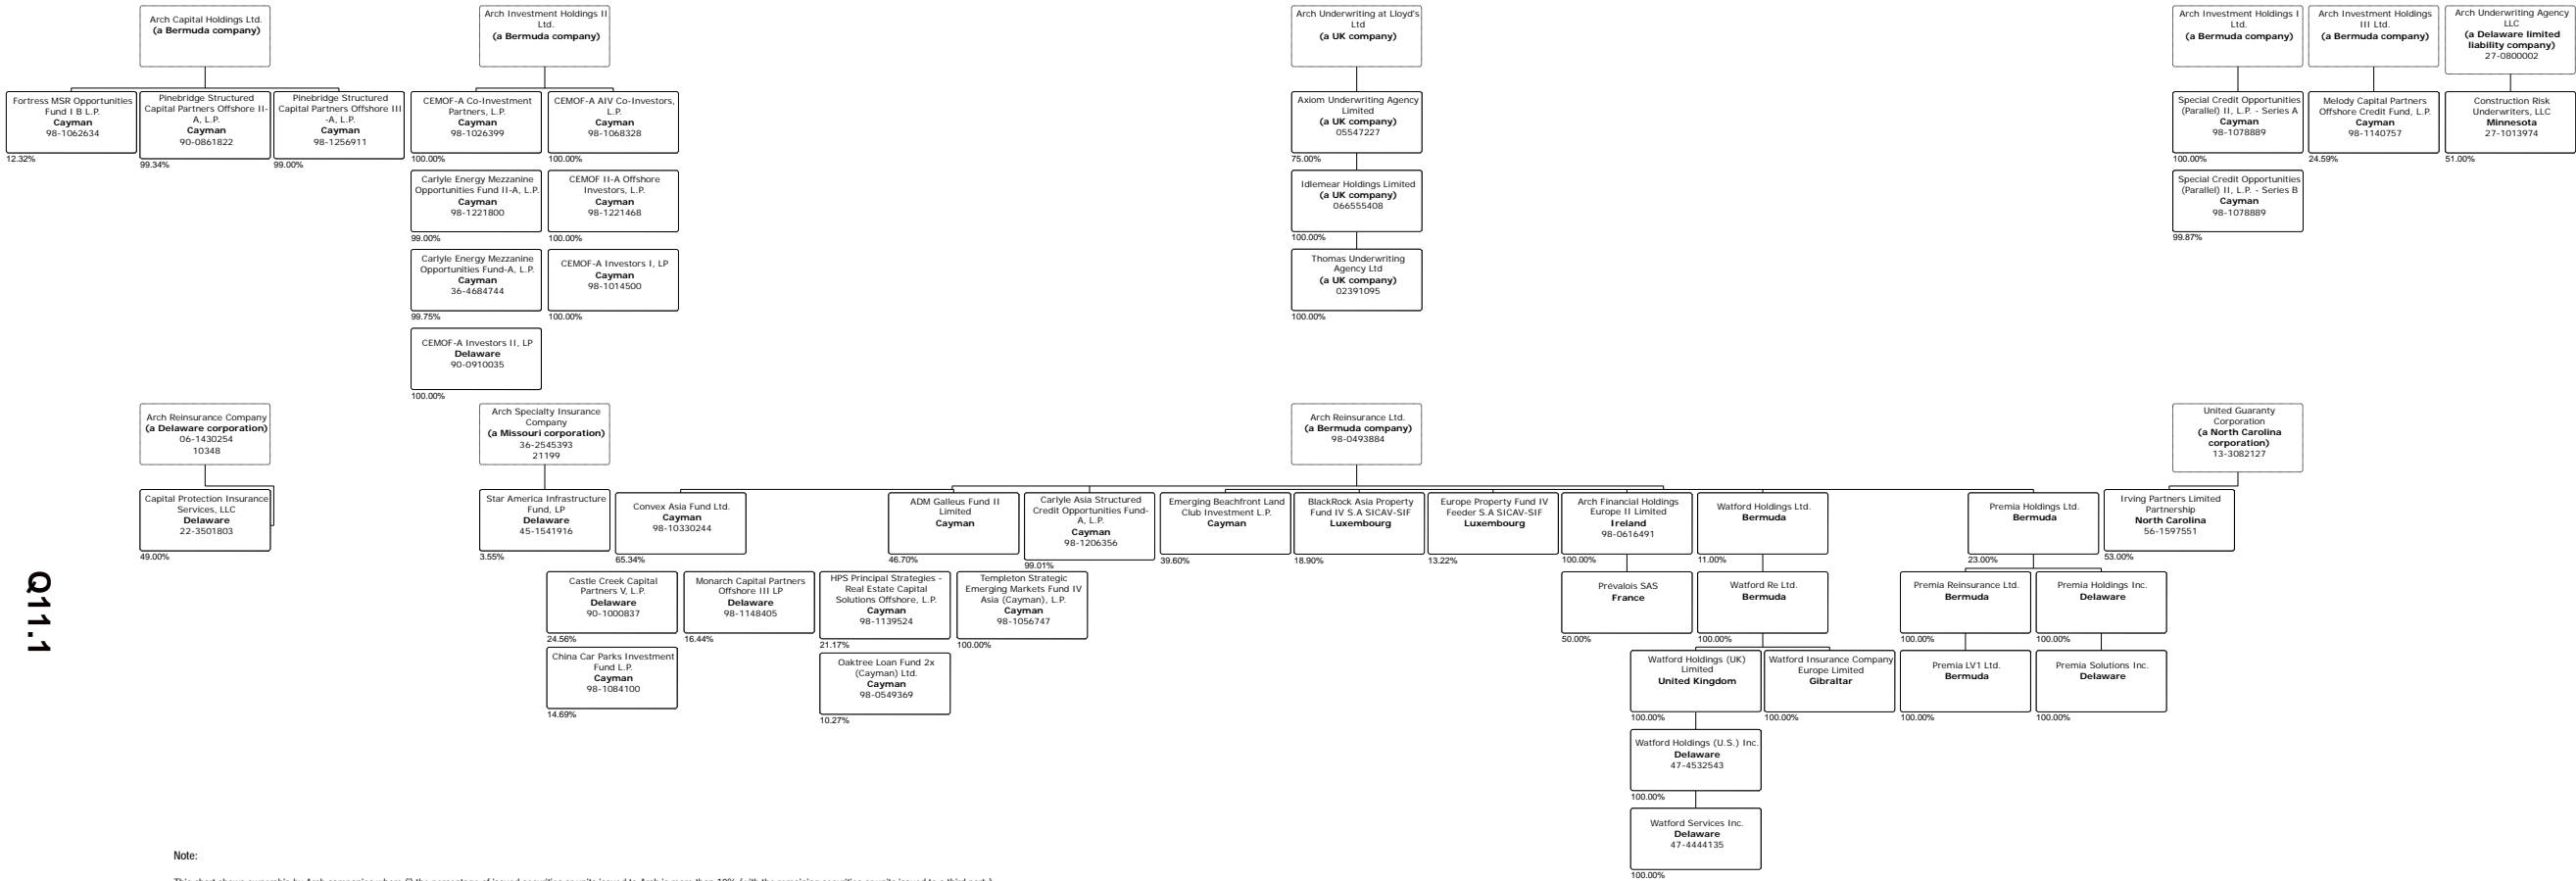 Arch Capital Holdings Ltd.
(a Bermuda company)
Arch Investment Holdings II
Ltd.
(a Bermuda company)
Arch Underwriting at Lloyd's
Ltd
(a UK company)
Arch Investment Holdings I
Ltd.
(a Bermuda company)
Arch Investment Holdings
III Ltd.
(a Bermuda company)
Arch Underwriting Agency
LLC
(a Delaware limited
liability company)
27-0800002
Fortress MSR Opportunities
Fund I B L.P.
Cayman
98-1062634
12.32%
Pinebridge Structured
Capital Partners Offshore II-
A, L.P.
Cayman
90-0861822
99.34%
Pinebridge Structured
Capital Partners Offshore III
-A, L.P.
Cayman
98-1256911
99.00%
CEMOF-A Co-Investment
Partners, L.P.
Cayman
98-1026399
100.00%
CEMOF-A AIV Co-Investors,
L.P.
Cayman
98-1068328
100.00%
Axiom Underwriting Agency
Limited
(a UK company)
05547227
75.00%
Special Credit Opportunities
(Parallel) II, L.P. - Series A
Cayman
98-1078889
100.00%
Melody Capital Partners
Offshore Credit Fund, L.P.
Cayman
98-1140757
24.59%
Construction Risk
Underwriters, LLC
Minnesota
27-1013974
51.00%
Carlyle Energy Mezzanine
Opportunities Fund II-A, L.P.
Cayman
98-1221800
99.00%
CEMOF II-A Offshore
Investors, L.P.
Cayman
98-1221468
100.00%
Idlemear Holdings Limited
(a UK company)
066555408
100.00%
Special Credit Opportunities
(Parallel) II, L.P. - Series B
Cayman
98-1078889
99.87%
Carlyle Energy Mezzanine
Opportunities Fund-A, L.P.
Cayman
36-4684744
99.75%
CEMOF-A Investors I, LP
Cayman
98-1014500
100.00%
Thomas Underwriting
Agency Ltd
(a UK company)
02391095
100.00%
CEMOF-A Investors II, LP
Delaware
90-0910035
100.00%
Arch Reinsurance Company
(a Delaware corporation)
06-1430254
10348
Arch Specialty Insurance
Company
(a Missouri corporation)
36-2545393
21199
Arch Reinsurance Ltd.
(a Bermuda company)
98-0493884
United Guaranty
Corporation
(a North Carolina
corporation)
13-3082127
Capital Protection Insurance
Services, LLC
Delaware
22-3501803
49.00%
Star America Infrastructure
Fund, LP
Delaware
45-1541916
3.55%
Convex Asia Fund Ltd.
Cayman
98-10330244
65.34%
ADM Galleus Fund II
Limited
Cayman
46.70%
Carlyle Asia Structured
Credit Opportunities Fund-
A, L.P.
Cayman
98-1206356
99.01%
Emerging Beachfront Land
Club Investment L.P.
Cayman
39.60%
BlackRock Asia Property
Fund IV S.A SICAV-SIF
Luxembourg
18.90%
Europe Property Fund IV
Feeder S.A SICAV-SIF
Luxembourg
13.22%
Arch Financial Holdings
Europe II Limited
Ireland
98-0616491
100.00%
Watford Holdings Ltd.
Bermuda
11.00%
Premia Holdings Ltd.
Bermuda
23.00%
Irving Partners Limited
Partnership
North Carolina
56-1597551
53.00%
Castle Creek Capital
Partners V, L.P.
Delaware
90-1000837
24.56%
Monarch Capital Partners
Offshore III LP
Delaware
98-1148405
16.44%
HPS Principal Strategies -
Real Estate Capital
Solutions Offshore, L.P.
Cayman
98-1139524
21.17%
Templeton Strategic
Emerging Markets Fund IV
Asia (Cayman), L.P.
Cayman
98-1056747
100.00%
Prévalois SAS
France
50.00%
Watford Re Ltd.
Bermuda
100.00%
Premia Reinsurance Ltd.
Bermuda
100.00%
Premia Holdings Inc.
Delaware
100.00%
China Car Parks Investment
Fund L.P.
Cayman
98-1084100
14.69%
Oaktree Loan Fund 2x
(Cayman) Ltd.
Cayman
98-0549369
10.27%
Watford Holdings (UK)
Limited
United Kingdom
100.00%
Watford Insurance Company
Europe Limited
Gibraltar
100.00%
Premia LV1 Ltd.
Bermuda
100.00%
Premia Solutions Inc.
Delaware
100.00%
Watford Holdings (U.S.) Inc.
Delaware
47-4532543
100.00%
Watford Services Inc.
Delaware
47-4444135
100.00%
Q11.1
Note: